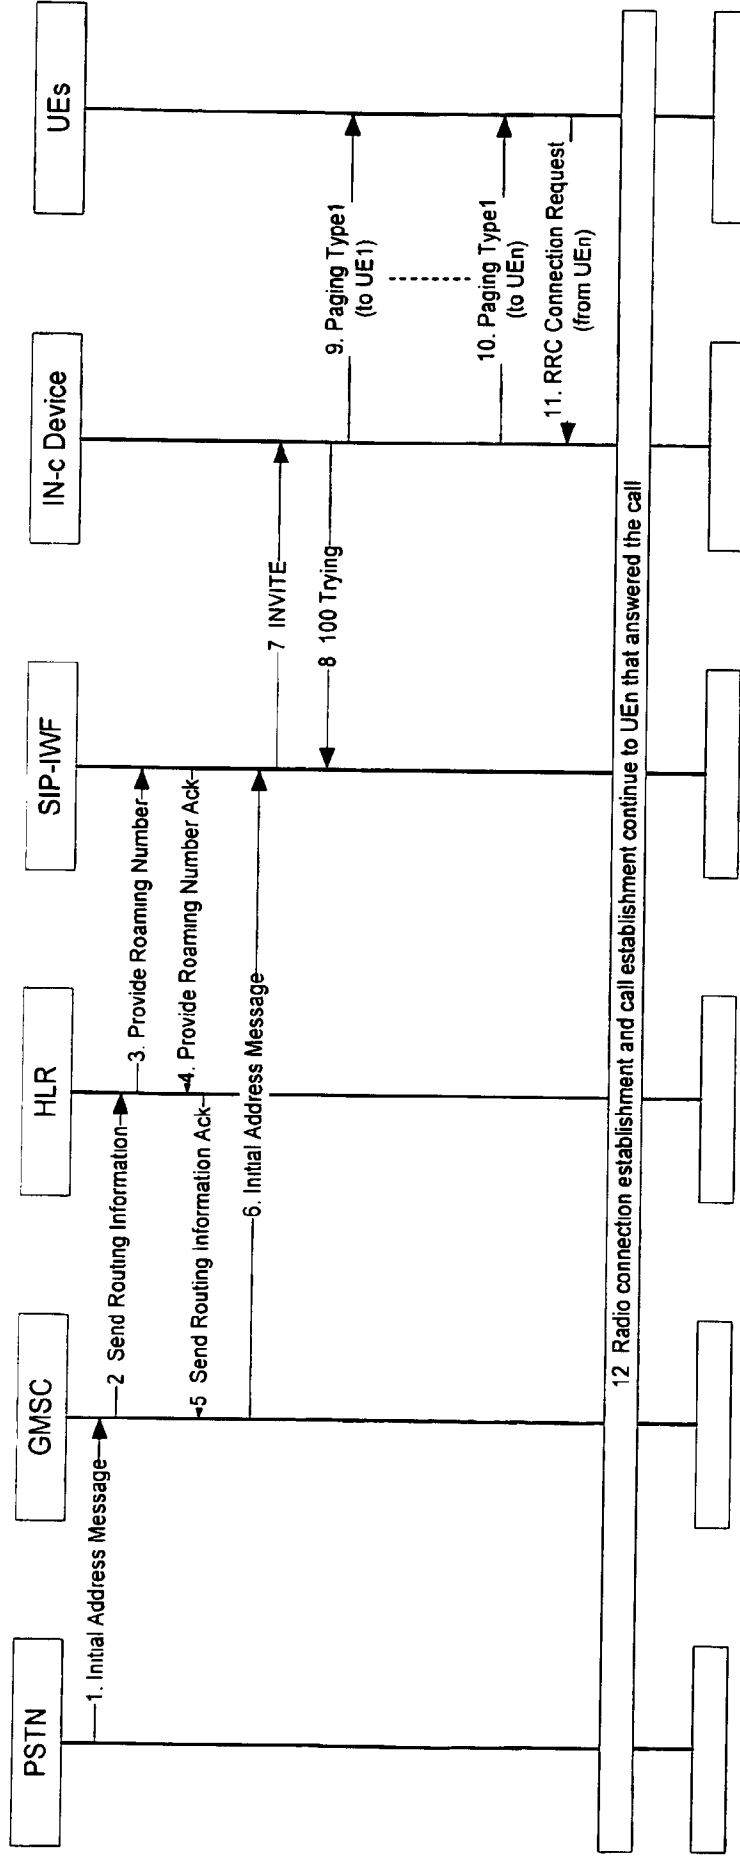 PSTN
GMSC
HLR
SIP-IWF
IN-c Device
UEs
1. Initial Address Message
2 Send Routing Information
3. Provide Roaming Number
4. Provide Roaming Number Ack
5 Send Routing Information Ack
6. Initial Address Message
7 INVITE
8 100 Trying
9. Paging Type1
(to UE1)
10. Paging Type1
(to UEn)
11. RRC Connection Request
(from UEn)
12 Radio connection establishment and call establishment continue to UEn that answered the call